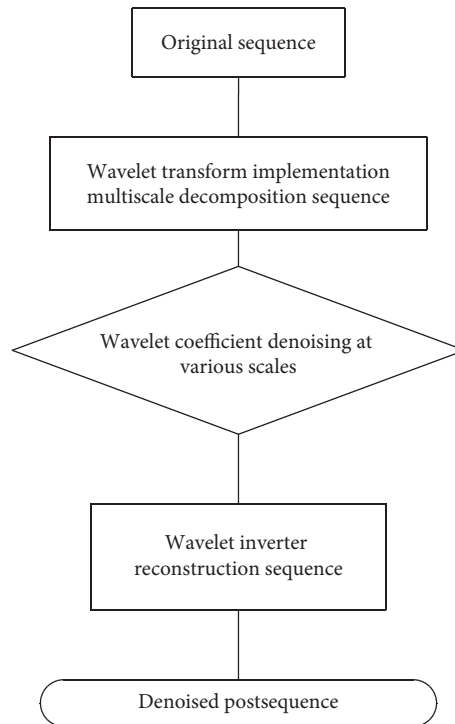 Original sequence
Wavelet transform implementation
multiscale decomposition sequence
Wavelet coefficient denoising at
various scales
Wavelet inverter
reconstruction sequence
Denoised postsequence